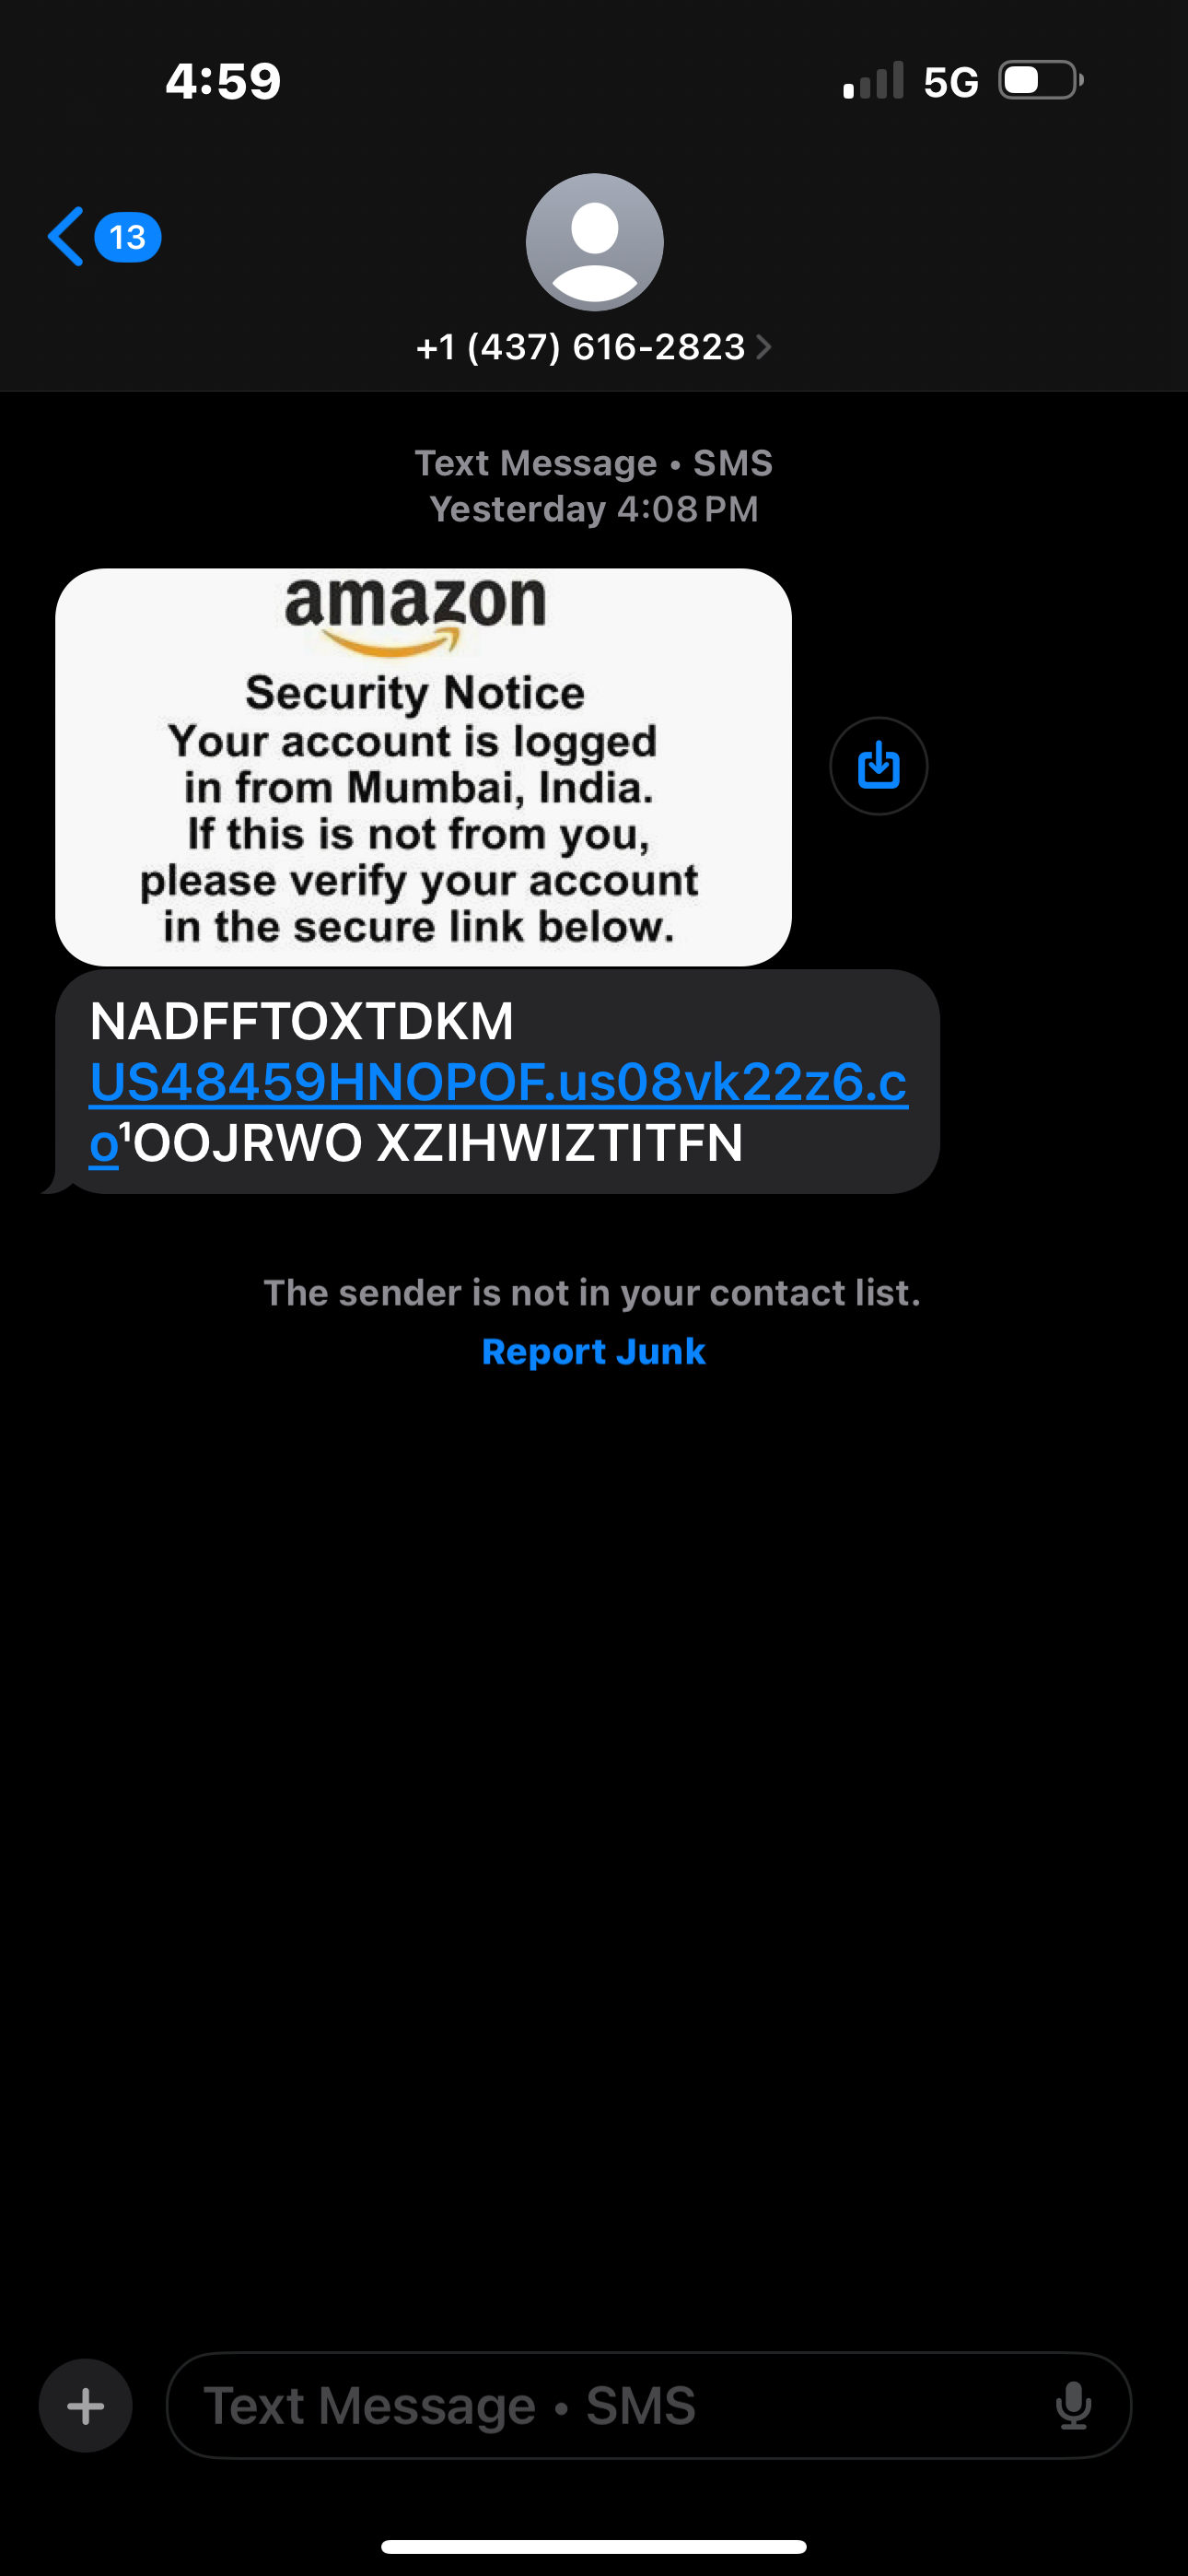 4:59
5G
13
+1 (437) 616-2823
Text Message • SMS
Yesterday 4:08 PM
amazon
Security Notice
Your account is logged
in from Mumbai, India.
If this is not from you,
please verify your account
in the secure link below.
NADFFTOXTDKM
US48459HNOPOF.us08vk22z6.c
o¹'OOJRWO XZIHWIZTITFN
The sender is not in your contact list.
Report Junk
Text Message • SMS